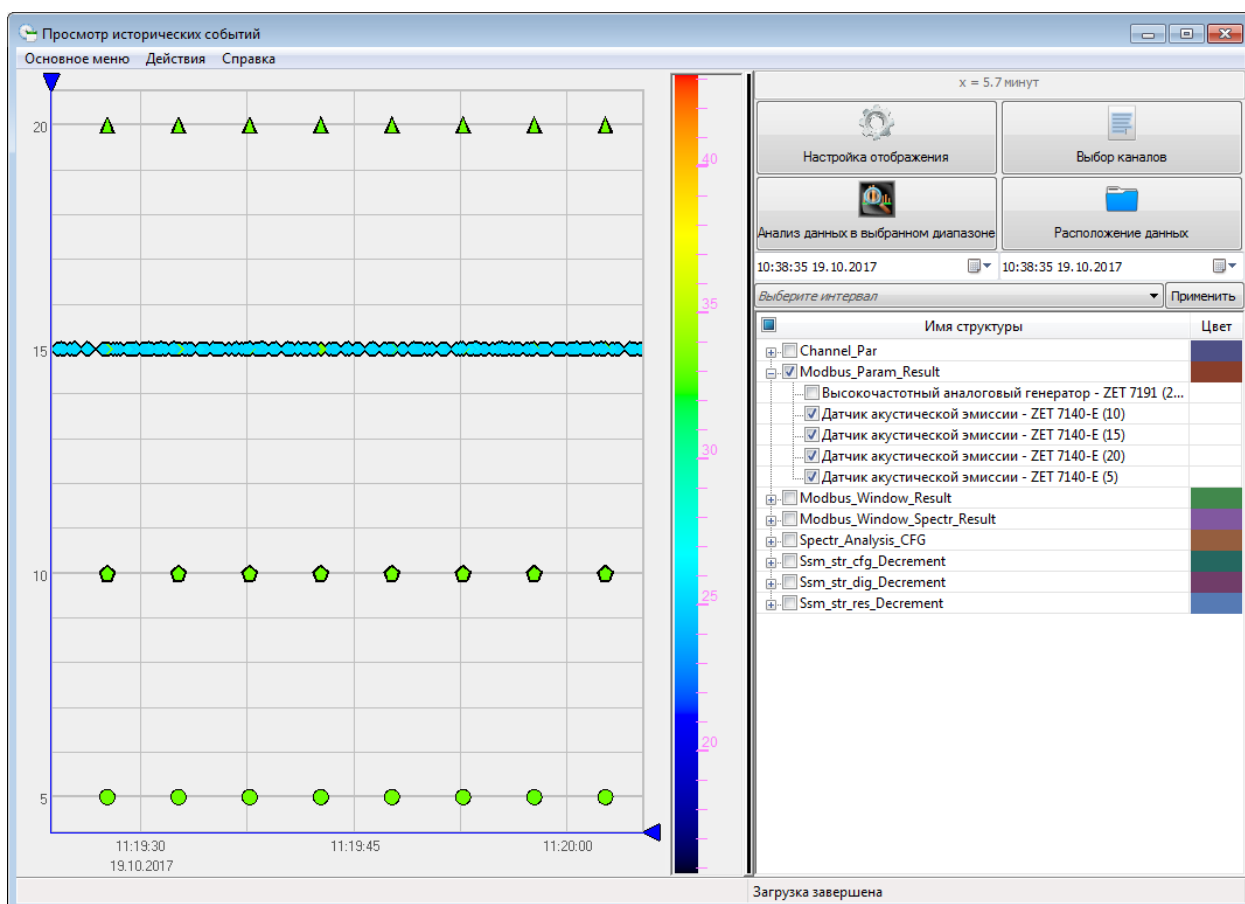 Просмотр исторических событий
Основное меню Действия Справка
x = 5.7 минут
Настройка отображения
Выбор каналов
Анализ данных в выбранном диапазоне
Расположение данных
10:38:35 19.10.2017
10:38:35 19.10.2017
Выберите интервал
Применить
Имя структуры
Цвет
Channel_Par
Modbus_Param_Result
Высокочастотный аналоговый генератор - ZET 7191 (2...
Датчик акустической эмиссии - ZET 7140-E (10)
Датчик акустической эмиссии - ZET 7140-E (15)
Датчик акустической эмиссии - ZET 7140-E (20)
Датчик акустической эмиссии - ZET 7140-E (5)
Modbus_Window_Result
Modbus_Window_Spectr_Result
Spectr_Analysis_CFG
Ssm_str_cfg_Decrement
Ssm_str_dig_Decrement
Ssm_str_res_Decrement
20
15
10
5
11:19:30
19.10.2017
11:19:45
11:20:00
40
35
30
25
20
Загрузка завершена